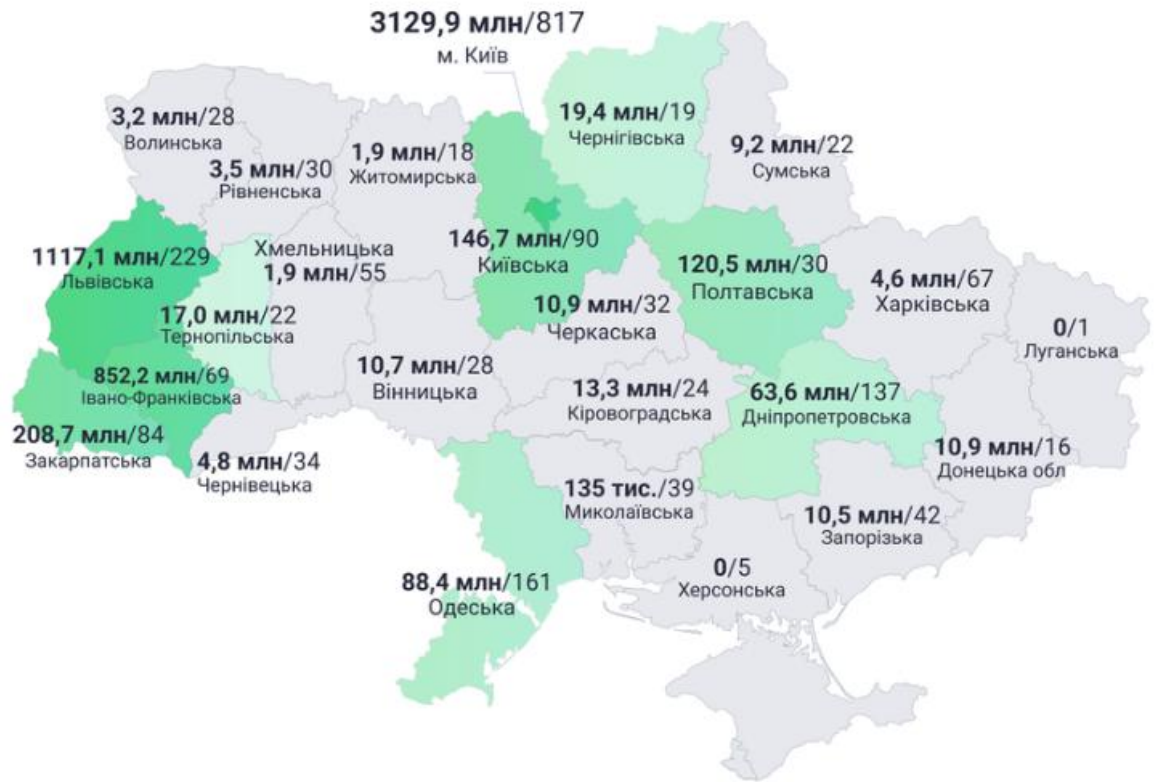 3129,9 млн/817
м. Київ
19,4 млн/19
Чернігівська
3,2 млн/28
Волинська
9,2 млн/22
Сумська
1,9 млн/18
Житомирська
3,5 млн/30
Рівненська
Хмельницька
1,9 млн/55
146,7 млн/90
Київська
1117,1 млн/229
Львівська
120,5 млн/30
Полтавська
4,6 млн/67
Харківська
10,9 млн/32
Черкаська
17,0 млн/22
Тернопільська
0/1
Луганська
10,7 млн/28
Вінницька
852,2 млн/69
Івано-Франківська
13,3 млн/24
Кіровоградська
63,6 млн/137
Дніпропетровська
208,7 млн/84
Закарпатська
4,8 млн/34
Чернівецька
10,9 млн/16
Донецька обл
135 тис./39
Миколаївська
10,5 млн/42
Запорізька
0/5
Херсонська
88,4 млн/161
Одеська